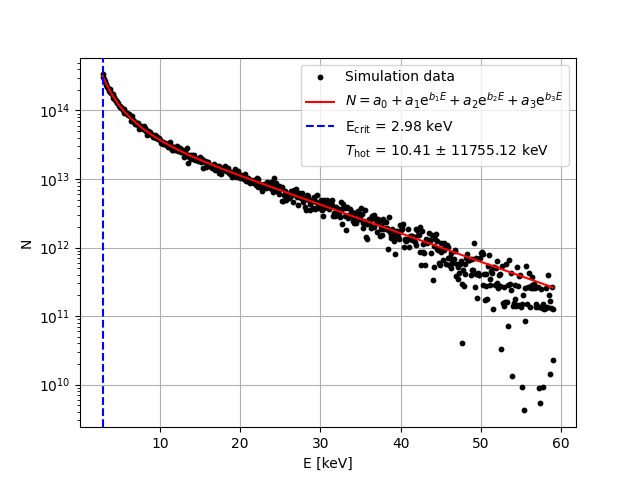 Simulation data
N = a₀ + a₁e^{b₁E} + a₂e^{b₂E} + a₃e^{b₃E}
E_crit = 2.98 keV
T_hot = 10.41 ± 11755.12 keV
10¹⁴
10¹³
10¹²
10¹¹
10¹⁰
N
10 20 30 40 50 60
E [keV]